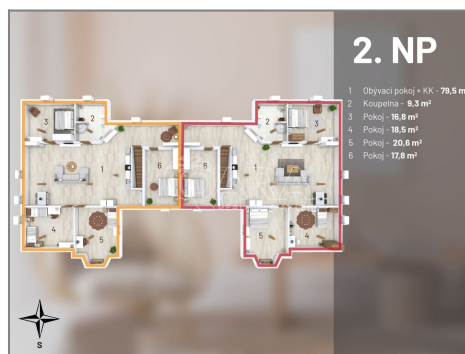 2. NP
1 Obývací pokoj + KK - 79,5 m
2 Koupelna - 9,3 m²
3 Pokoj - 16,8 m²
4 Pokoj - 18,5 m²
5 Pokoj - 20,6 m²
6 Pokoj - 17,8 m²
3 2 2 3
1 6 6 1
4 5 5 4
S